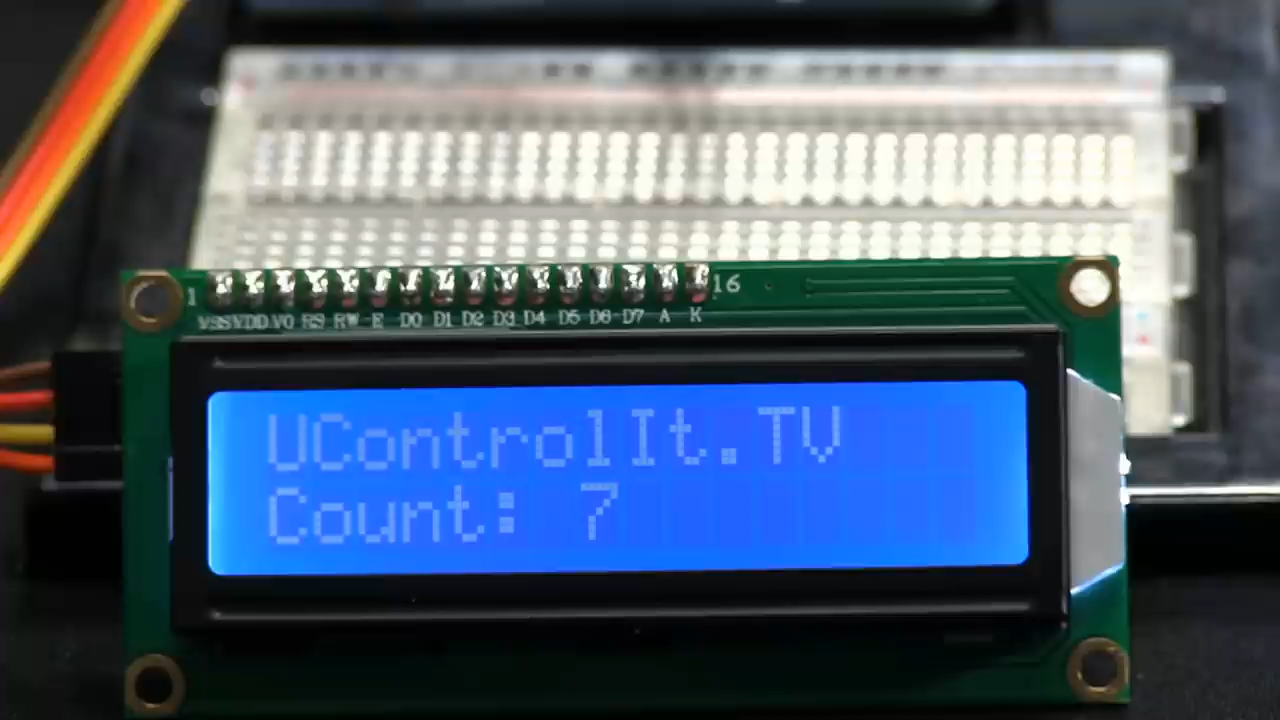 1 16
VSS VDD V0 RS RW E D0 D1 D2 D3 D4 D5 D6 D7 A K
UControlIt.TV
Count: 7